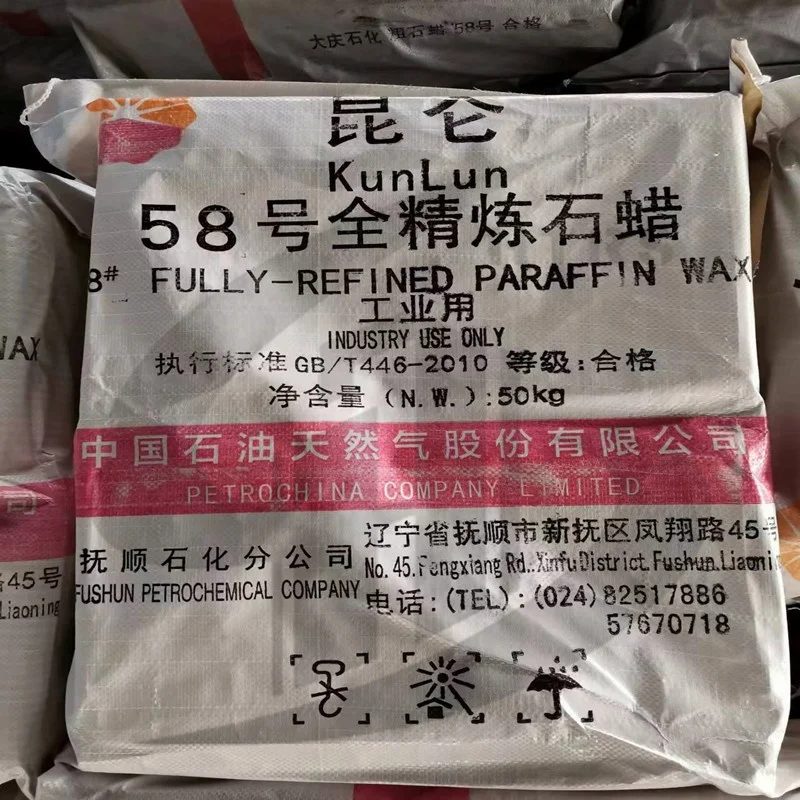 大庆石化 粗石蜡 58号 合格
昆仑
KunLun
58号全精炼石蜡
8# FULLY-REFINED PARAFFIN WAX
工业用
INDUSTRY USE ONLY
执行标准 GB/T446-2010 等级:合格
净含量(N.W.):50kg
中国石油天然气股份有限公司
PETROCHINA COMPANY LIMITED
抚顺石化分公司
FUSHUN PETROCHEMICAL COMPANY
辽宁省抚顺市新抚区凤翔路45号
No.45.Fengxiang Rd..Xinfu District.Fushun.Liaoni
电话:(TEL):(024)82517886
57670718
WAX
司
路45号
Liaoning